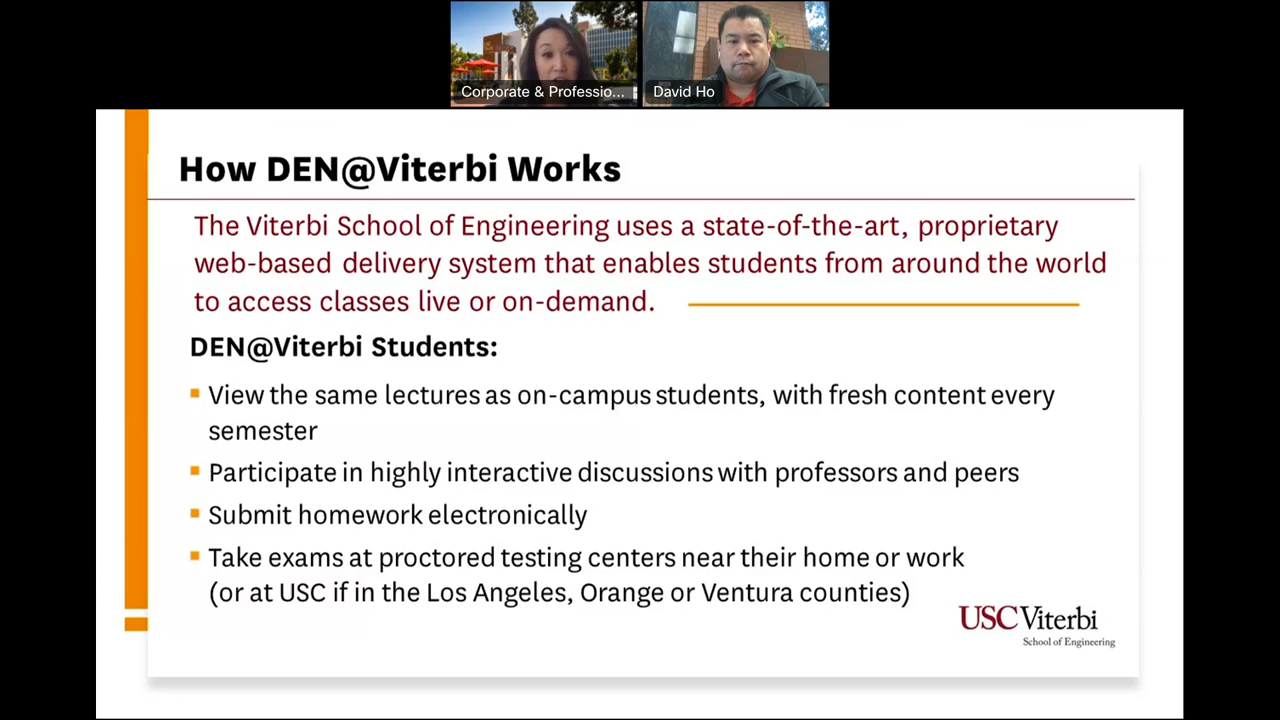 Corporate & Professio...
David Ho
How DEN@Viterbi Works
The Viterbi School of Engineering uses a state-of-the-art, proprietary
web-based delivery system that enables students from around the world
to access classes live or on-demand.
DEN@Viterbi Students:
View the same lectures as on-campus students, with fresh content every
semester
Participate in highly interactive discussions with professors and peers
Submit homework electronically
Take exams at proctored testing centers near their home or work
(or at USC if in the Los Angeles, Orange or Ventura counties)
USC Viterbi
School of Engineering